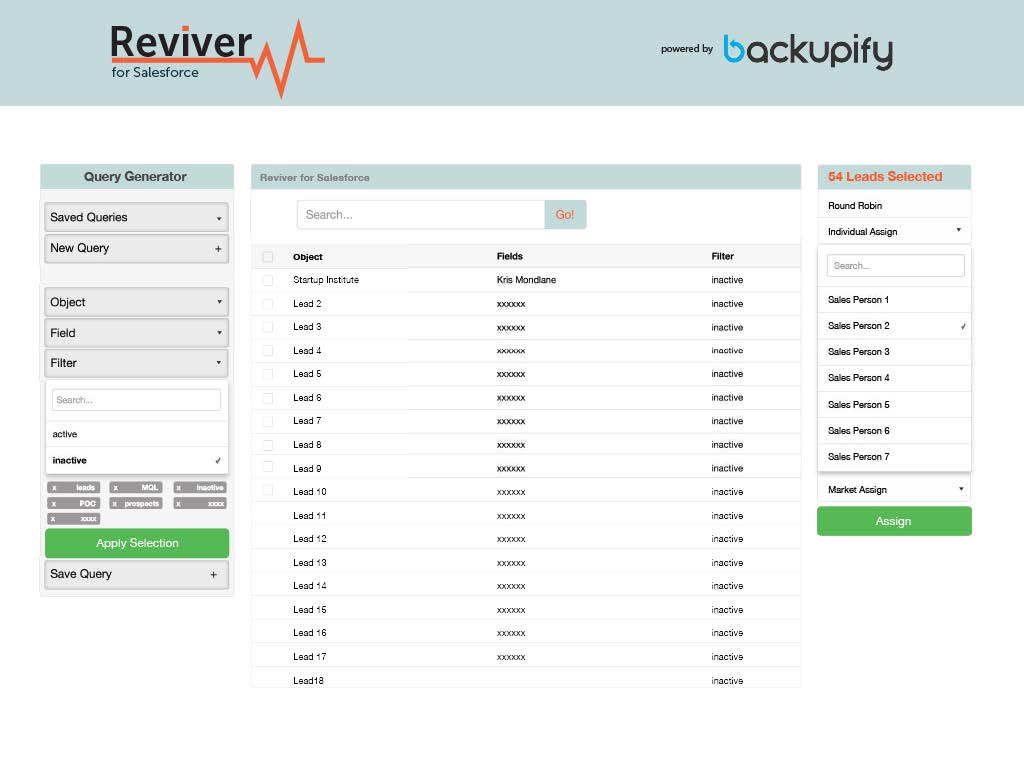 Reviver
for Salesforce
powered by backupify
Query Generator
Saved Queries
New Query +
Object
Field
Filter
Search...
active
inactive ✓
x leads x MQL x inactive
x POC x prospects x xxxx
x xxxx
Apply Selection
Save Query +
Reviver for Salesforce
Search... Go!
Object Fields Filter
Startup Institute Kris Mondlane inactive
Lead 2 xxxxxx inactive
Lead 3 xxxxxx inactive
Lead 4 xxxxxx inactive
Lead 5 xxxxxx inactive
Lead 6 xxxxxx inactive
Lead 7 xxxxxx inactive
Lead 8 xxxxxx inactive
Lead 9 xxxxxx inactive
Lead 10 xxxxxx inactive
Lead 11 xxxxxx inactive
Lead 12 xxxxxx inactive
Lead 13 xxxxxx inactive
Lead 14 xxxxxx inactive
Lead 15 xxxxxx inactive
Lead 16 xxxxxx inactive
Lead 17 xxxxxx inactive
Lead18 inactive
54 Leads Selected
Round Robin
Individual Assign
Search...
Sales Person 1
Sales Person 2 ✓
Sales Person 3
Sales Person 4
Sales Person 5
Sales Person 6
Sales Person 7
Market Assign
Assign